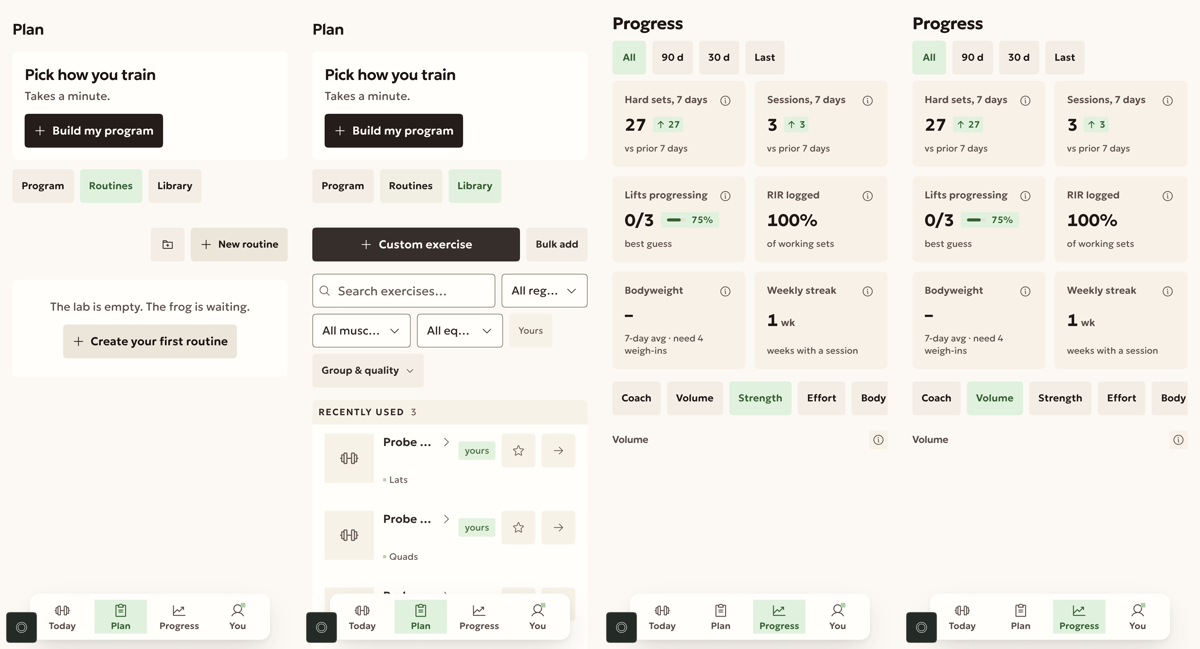 Plan
Pick how you train
Takes a minute.
+ Build my program
Program Routines Library
+ New routine
The lab is empty. The frog is waiting.
+ Create your first routine
Today Plan Progress You
Plan
Pick how you train
Takes a minute.
+ Build my program
Program Routines Library
+ Custom exercise Bulk add
Search exercises... All reg...
All musc... All eq... Yours
Group & quality
RECENTLY USED 3
Probe ... yours
Lats
Probe ... yours
Quads
Today Plan Progress You
Progress
All 90 d 30 d Last
Hard sets, 7 days Sessions, 7 days
27 ↑ 27 3 ↑ 3
vs prior 7 days vs prior 7 days
Lifts progressing RIR logged
0/3 75% 100%
best guess of working sets
Bodyweight Weekly streak
– 1 wk
7-day avg · need 4 weeks with a session
weigh-ins
Coach Volume Strength Effort Body
Volume
Today Plan Progress You
Progress
All 90 d 30 d Last
Hard sets, 7 days Sessions, 7 days
27 ↑ 27 3 ↑ 3
vs prior 7 days vs prior 7 days
Lifts progressing RIR logged
0/3 75% 100%
best guess of working sets
Bodyweight Weekly streak
– 1 wk
7-day avg · need 4 weeks with a session
weigh-ins
Coach Volume Strength Effort Body
Volume
Today Plan Progress You